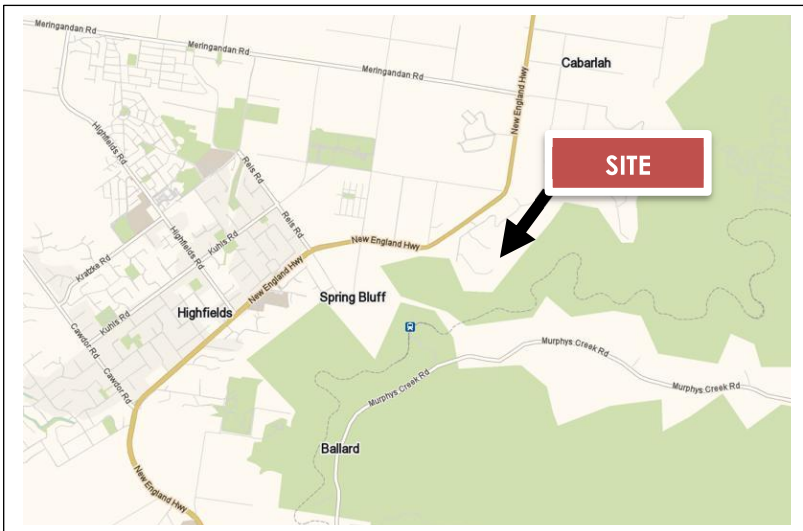 Meringandan Rd
Meringandan Rd
Cabarlah
Meringandan Rd
New England Hwy
Highfields Rd
SITE
Reis Rd
Reis Rd
Highfields Rd
Kuhls Rd
Kratzke Rd
New England Hwy
New England Hwy
Spring Bluff
Highfields
Kuhls Rd
Cawdor Rd
Murphys Creek Rd
Cawdor Rd
Murphys Creek Rd
Murphys Creek Rd
Ballard
New England Hwy